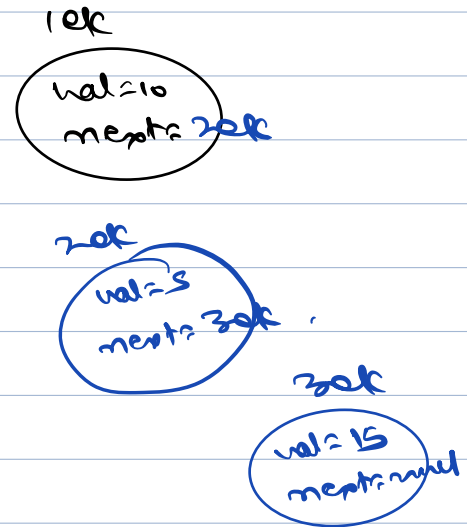 10k
val=10
next=20k
20k
val=5
next=30k
30k
val=15
next=null